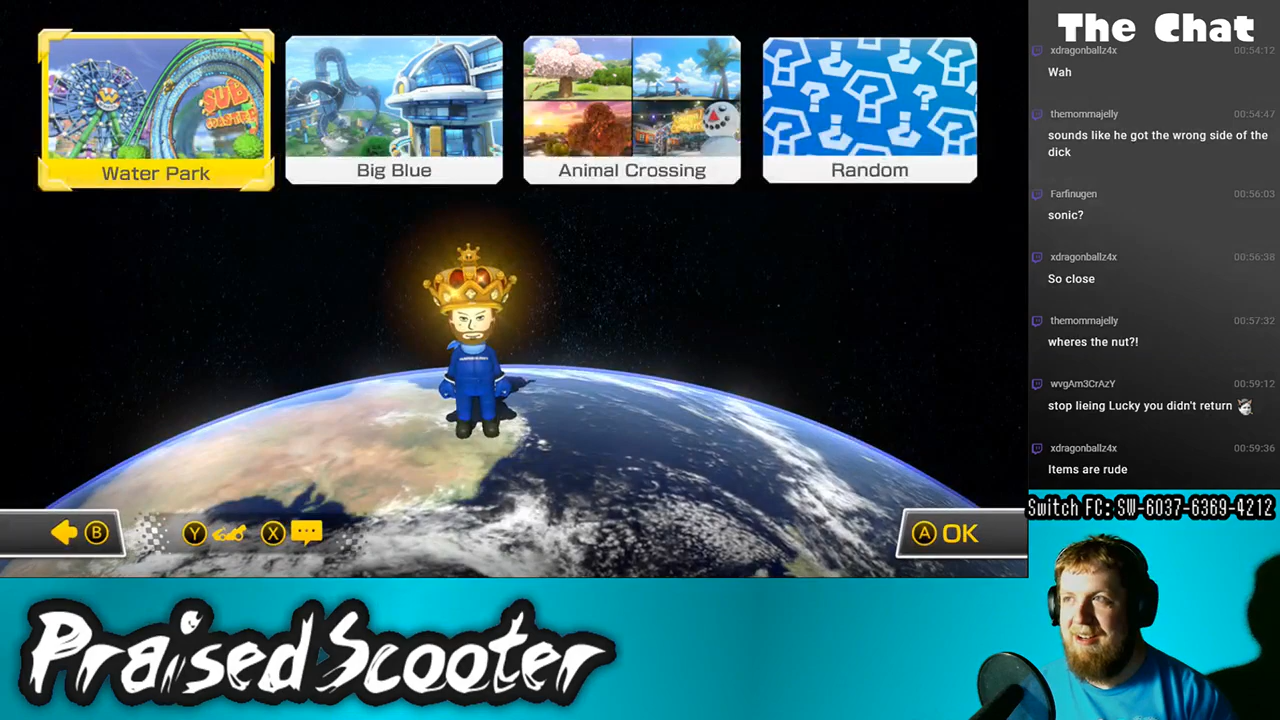 Water Park
Big Blue
Animal Crossing
Random
SUB
COASTER
B
Y
X
A OK
The Chat
xdragonballz4x 00:54:12
Wah
themommajelly 00:54:47
sounds like he got the wrong side of the
dick
Farfinugen 00:56:03
sonic?
xdragonballz4x 00:56:38
So close
themommajelly 00:57:32
wheres the nut?!
wvgAm3CrAzY 00:59:12
stop lieing Lucky you didn't return
xdragonballz4x 00:59:36
Items are rude
Switch FC: SW-6037-6369-4212
PraisedScooter